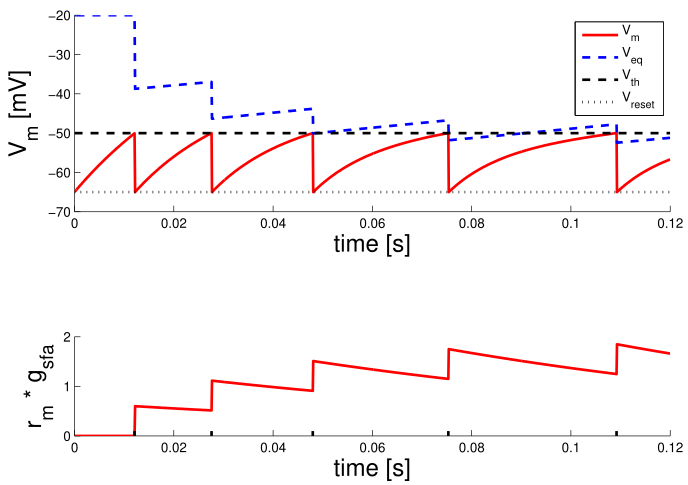 −20
−30
−40
−50
−60
−70
V_m [mV]
V_m
V_eq
V_th
V_reset
0 0.02 0.04 0.06 0.08 0.1 0.12
time [s]
2
1
0
r_m * g_sfa
0 0.02 0.04 0.06 0.08 0.1 0.12
time [s]